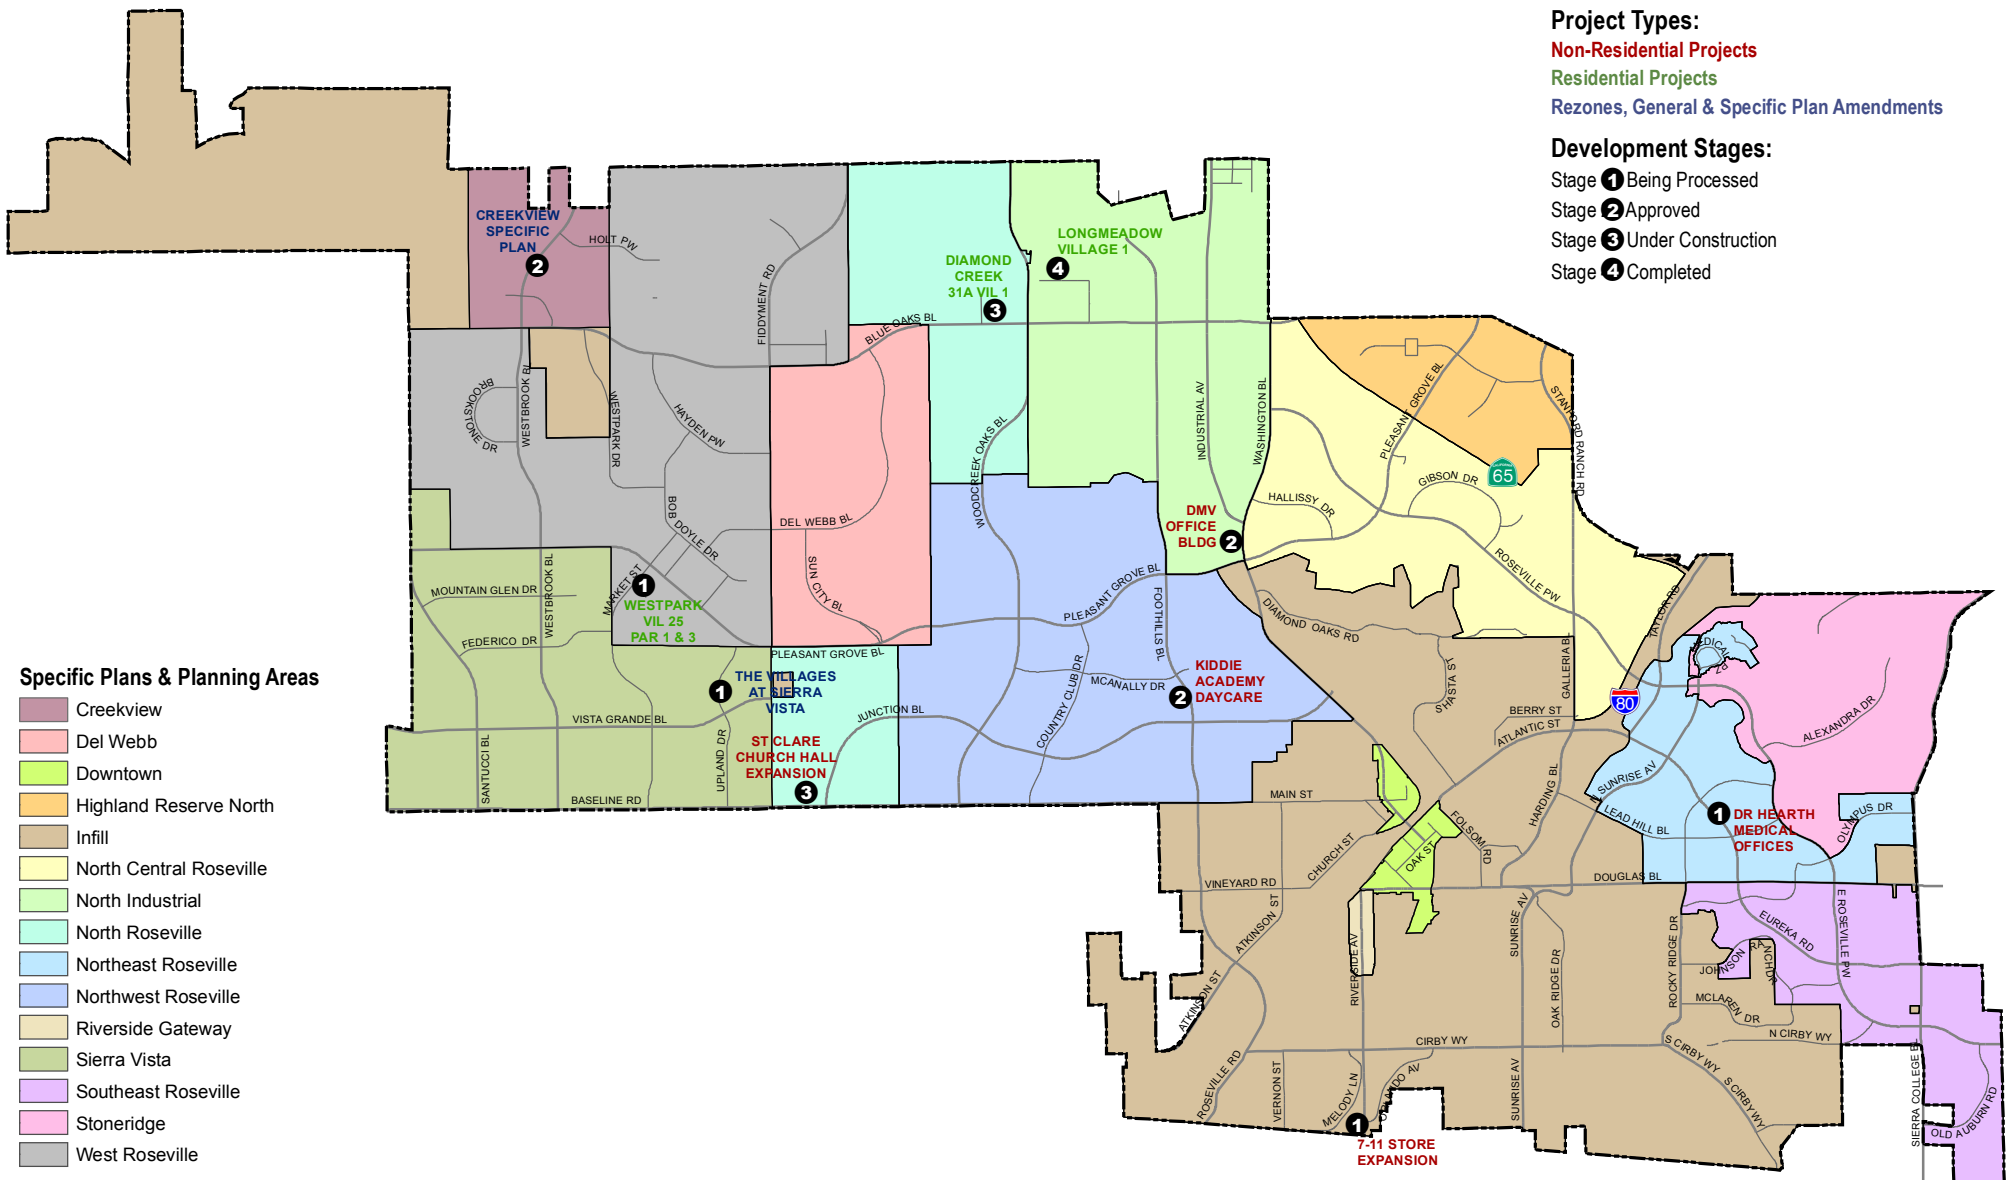 Project Types:
Non-Residential Projects
Residential Projects
Rezones, General & Specific Plan Amendments
Development Stages:
Stage 1 Being Processed
Stage 2 Approved
Stage 3 Under Construction
Stage 4 Completed
CREEKVIEW
SPECIFIC
PLAN
2
HOLT PW
FIDDYMENT RD
DIAMOND
CREEK
31A VIL 1
3
LONGMEADOW
VILLAGE 1
4
BLUE OAKS BL
BROOKSTONE DR
WESTBROOK BL
WESTPARK DR
HAYDEN PW
WOODCREEK OAKS BL
INDUSTRIAL AV
WASHINGTON BL
PLEASANT GROVE BL
STANFORD RANCH RD
CALIFORNIA
65
GIBSON DR
HALLISSY DR
DMV
OFFICE
BLDG
2
BOB DOYLE DR
DEL WEBB BL
SUN CITY BL
ROSEVILLE PW
MOUNTAIN GLEN DR
WESTBROOK BL
MARKET ST
1
WESTPARK
VIL 25
PAR 1 & 3
FEDERICO DR
PLEASANT GROVE BL
PLEASANT GROVE BL
FOOTHILLS BL
DIAMOND OAKS RD
TAYLOR RD
MEDICAL PZ
SHASTA ST
GALLERIA BL
1
THE VILLAGES
AT SIERRA
VISTA
MCANALLY DR
COUNTRY CLUB DR
2
KIDDIE
ACADEMY
DAYCARE
80
BERRY ST
ATLANTIC ST
ALEXANDRA DR
VISTA GRANDE BL
JUNCTION BL
SANTUCCI BL
UPLAND DR
ST CLARE
CHURCH HALL
EXPANSION
3
BASELINE RD
MAIN ST
N SUNRISE AV
HARDING BL
LEAD HILL BL
1
DR HEARTH
MEDICAL
OFFICES
OLYMPUS DR
FOLSOM RD
OAK ST
CHURCH ST
VINEYARD RD
DOUGLAS BL
ATKINSON ST
ATKINSON ST
RIVERSIDE AV
SUNRISE AV
OAK RIDGE DR
ROCKY RIDGE DR
EUREKA RD
E ROSEVILLE PW
JOHNSON RANCH DR
MCLAREN DR
N CIRBY WY
CIRBY WY
S CIRBY WY
S CIRBY WY
ROSEVILLE RD
VERNON ST
MELODY LN
ORLANDO AV
SUNRISE AV
SIERRA COLLEGE BL
OLD AUBURN RD
1
7-11 STORE
EXPANSION
Specific Plans & Planning Areas
Creekview
Del Webb
Downtown
Highland Reserve North
Infill
North Central Roseville
North Industrial
North Roseville
Northeast Roseville
Northwest Roseville
Riverside Gateway
Sierra Vista
Southeast Roseville
Stoneridge
West Roseville